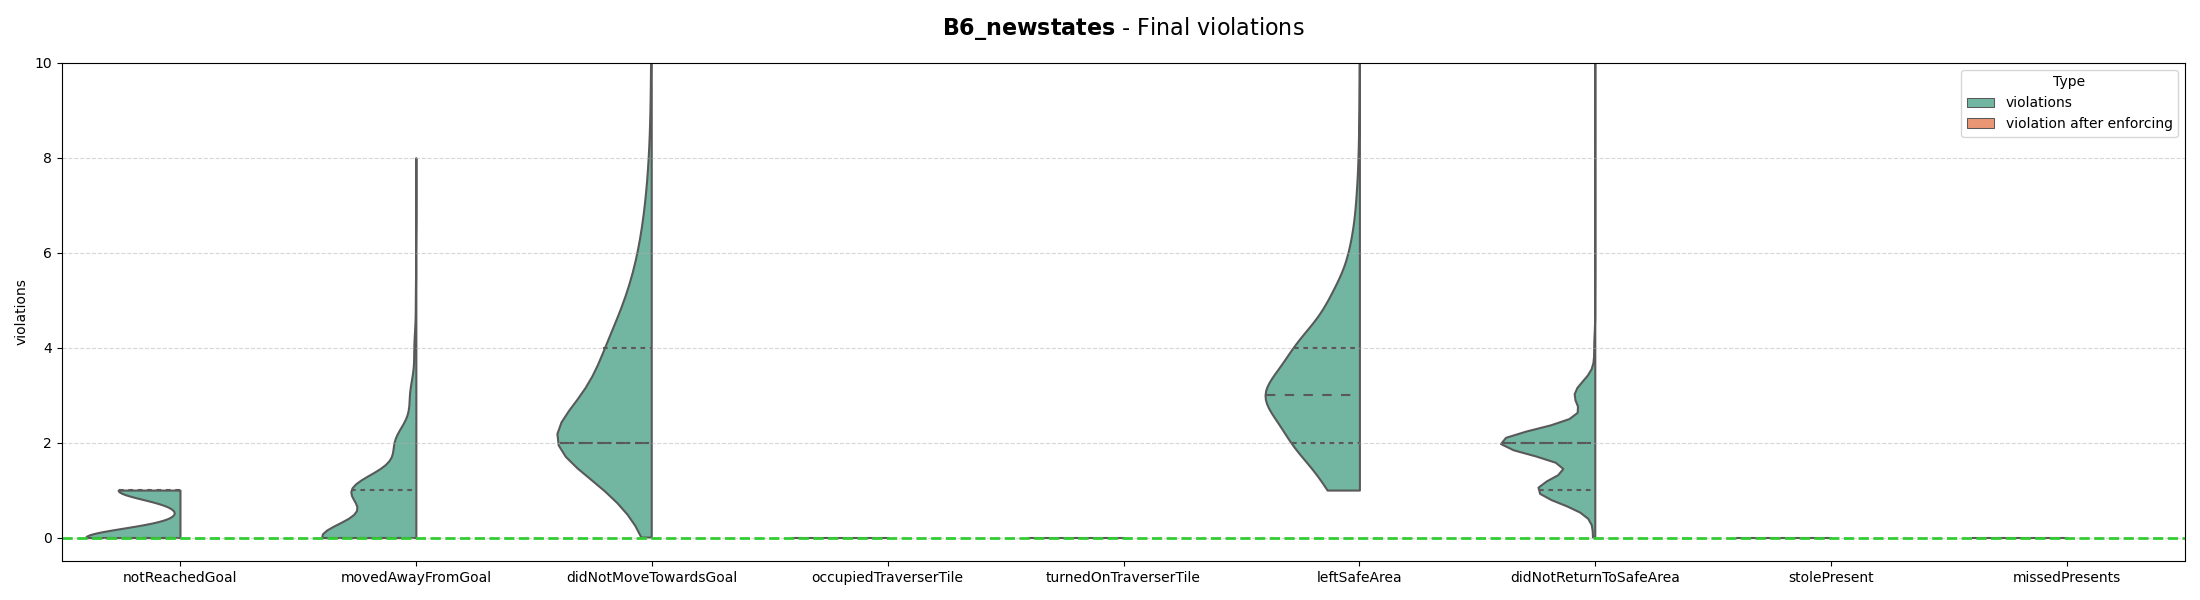 B6_newstates - Final violations
10
8
6
4
2
0
violations
Type
violations
violation after enforcing
notReachedGoal
movedAwayFromGoal
didNotMoveTowardsGoal
occupiedTraverserTile
turnedOnTraverserTile
leftSafeArea
didNotReturnToSafeArea
stolePresent
missedPresents